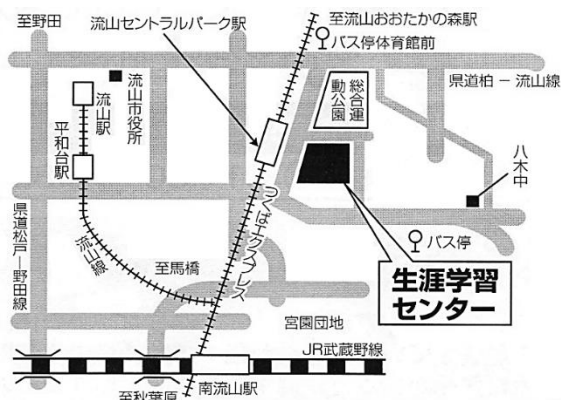 至野田
流山セントラルパーク駅
至流山おおたかの森駅
バス停体育館前
県道柏－流山線
流山駅
流山市役所
総合運
動公園
平和台駅
八木中
つくばエクスプレス
県道松戸―野田線
流山線
至馬橋
バス停
生涯学習
センター
宮園団地
JR武蔵野線
至秋葉原
南流山駅